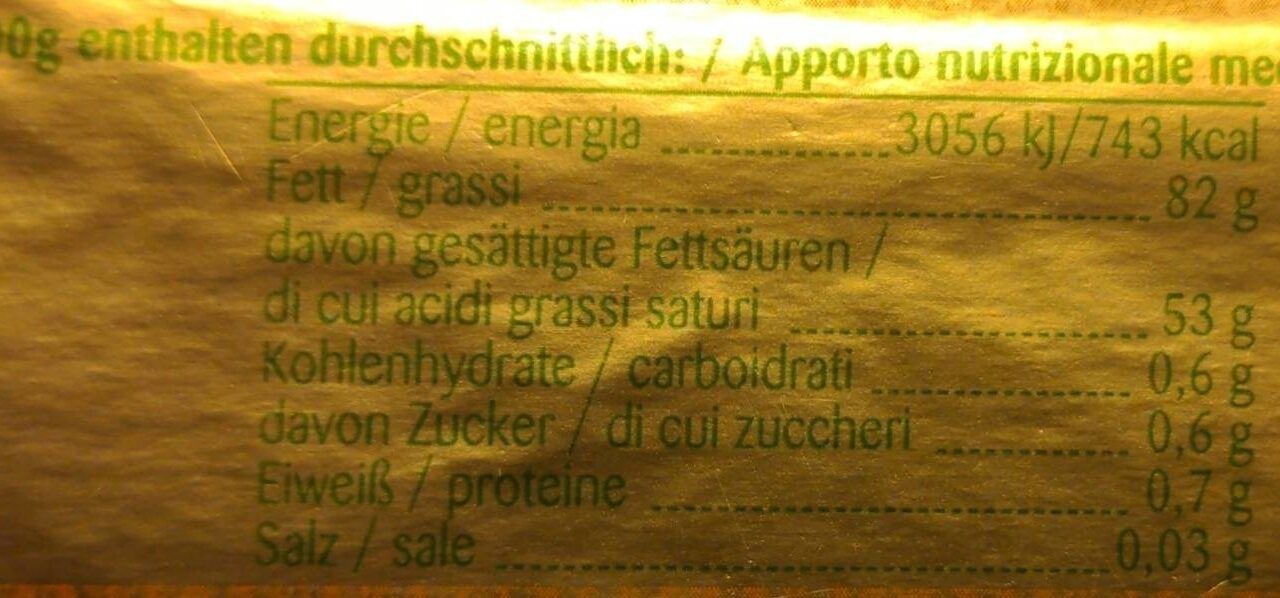 00g enthalten durchschnittlich: / Apporto nutrizionale
Energie / energia 3056 kJ/743 kcal
Fett / grassi 82 g
davon gesättigte Fettsäuren /
di cui acidi grassi saturi 53 g
Kohlenhydrate / carboidrati 0,6 g
davon Zucker / di cui zuccheri 0,6 g
Eiweiß / proteine 0,7 g
Salz / sale 0,03 g